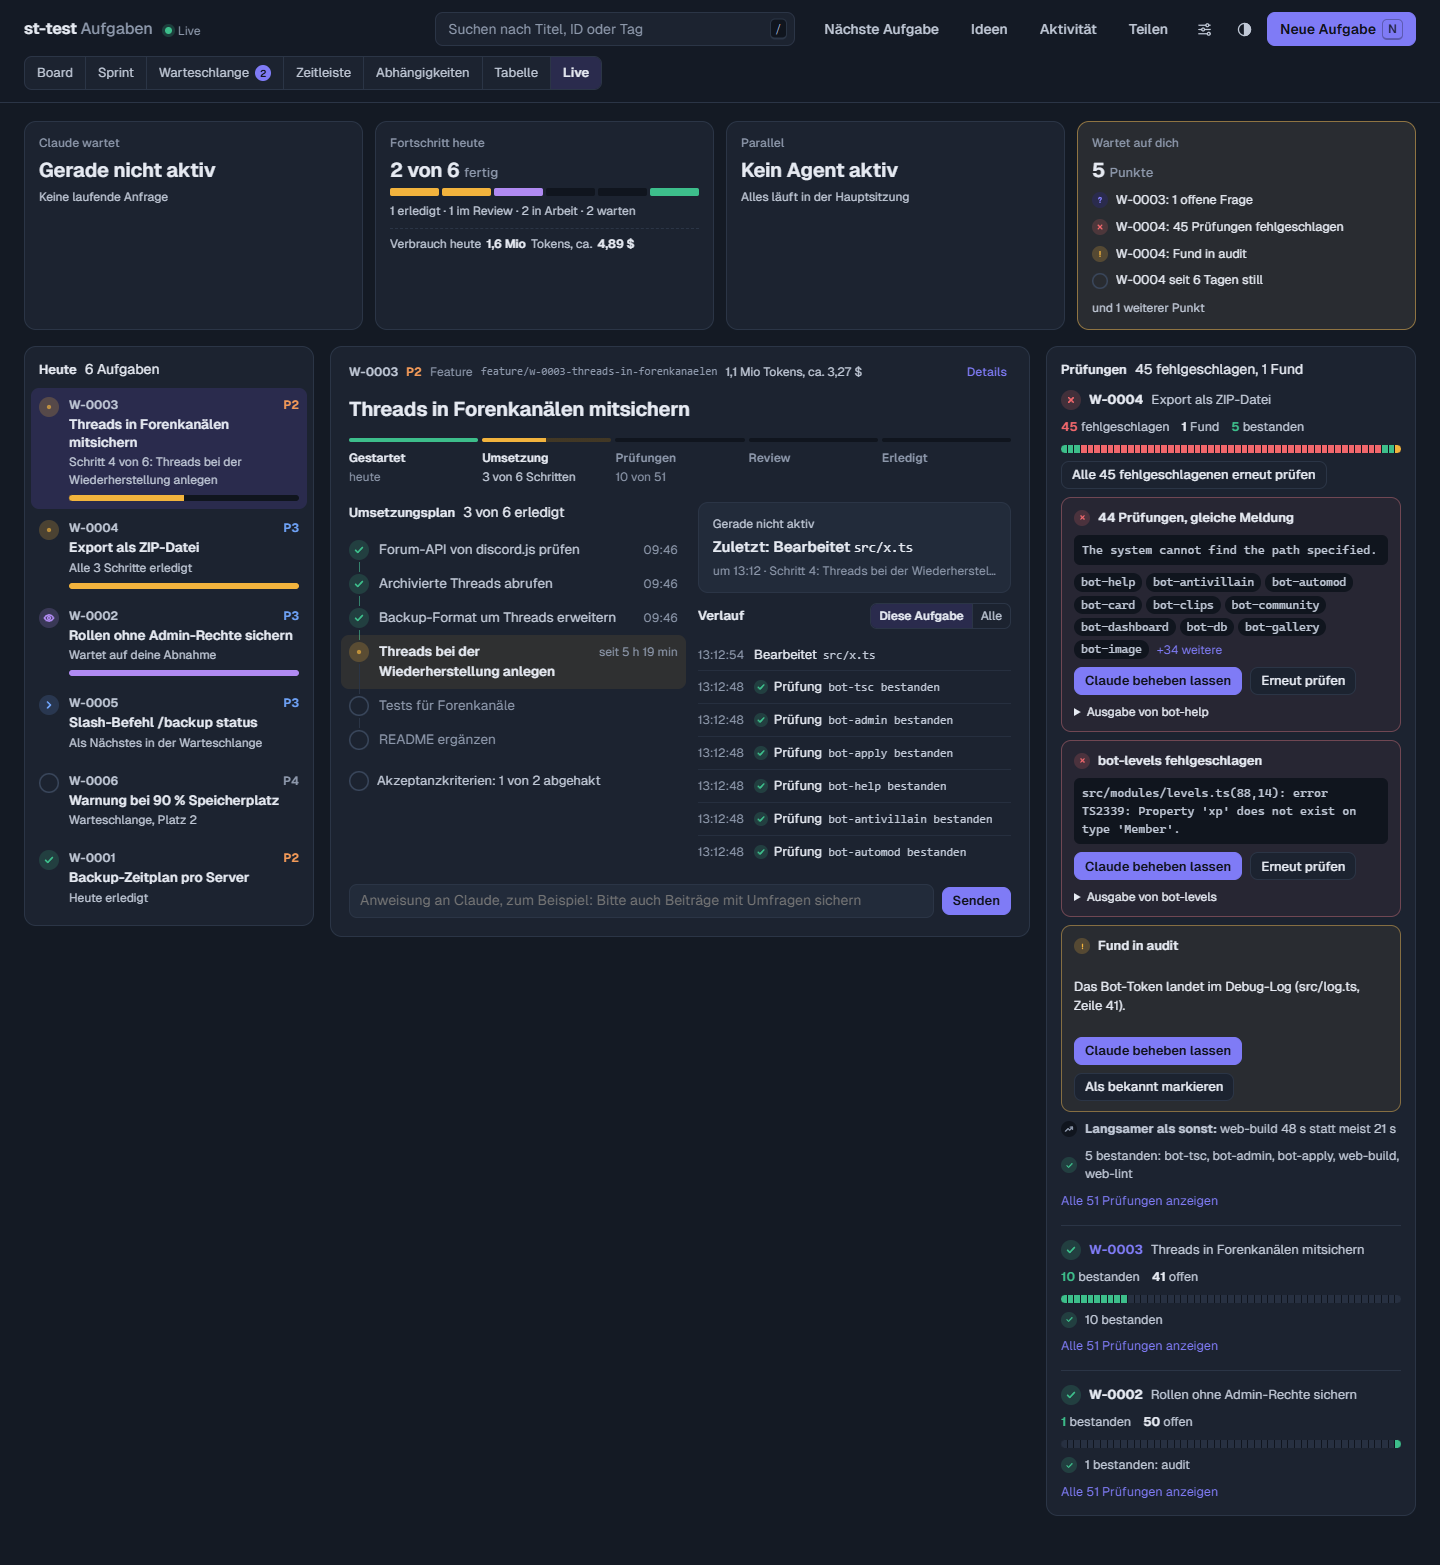 st-test Aufgaben Live
Suchen nach Titel, ID oder Tag /
Nächste Aufgabe
Ideen
Aktivität
Teilen
Neue Aufgabe N
Board
Sprint
Warteschlange 2
Zeitleiste
Abhängigkeiten
Tabelle
Live
Claude wartet
Gerade nicht aktiv
Keine laufende Anfrage
Fortschritt heute
2 von 6 fertig
1 erledigt · 1 im Review · 2 in Arbeit · 2 warten
Verbrauch heute 1,6 Mio Tokens, ca. 4,89 $
Parallel
Kein Agent aktiv
Alles läuft in der Hauptsitzung
Wartet auf dich
5 Punkte
? W-0003: 1 offene Frage
W-0004: 45 Prüfungen fehlgeschlagen
! W-0004: Fund in audit
W-0004 seit 6 Tagen still
und 1 weiterer Punkt
Heute 6 Aufgaben
W-0003 P2
Threads in Forenkanälen
mitsichern
Schritt 4 von 6: Threads bei der
Wiederherstellung anlegen
W-0004 P3
Export als ZIP-Datei
Alle 3 Schritte erledigt
W-0002 P3
Rollen ohne Admin-Rechte sichern
Wartet auf deine Abnahme
W-0005 P3
Slash-Befehl /backup status
Als Nächstes in der Warteschlange
W-0006 P4
Warnung bei 90 % Speicherplatz
Warteschlange, Platz 2
W-0001 P2
Backup-Zeitplan pro Server
Heute erledigt
W-0003 P2 Feature feature/w-0003-threads-in-forenkanaelen 1,1 Mio Tokens, ca. 3,27 $ Details
Threads in Forenkanälen mitsichern
Gestartet
heute
Umsetzung
3 von 6 Schritten
Prüfungen
10 von 51
Review
Erledigt
Umsetzungsplan 3 von 6 erledigt
Forum-API von discord.js prüfen 09:46
Archivierte Threads abrufen 09:46
Backup-Format um Threads erweitern 09:46
Threads bei der seit 5 h 19 min
Wiederherstellung anlegen
Tests für Forenkanäle
README ergänzen
Akzeptanzkriterien: 1 von 2 abgehakt
Gerade nicht aktiv
Zuletzt: Bearbeitet src/x.ts
um 13:12 · Schritt 4: Threads bei der Wiederherstel…
Verlauf Diese Aufgabe Alle
13:12:54 Bearbeitet src/x.ts
13:12:48 Prüfung bot-tsc bestanden
13:12:48 Prüfung bot-admin bestanden
13:12:48 Prüfung bot-apply bestanden
13:12:48 Prüfung bot-help bestanden
13:12:48 Prüfung bot-antivillain bestanden
13:12:48 Prüfung bot-automod bestanden
Anweisung an Claude, zum Beispiel: Bitte auch Beiträge mit Umfragen sichern Senden
Prüfungen 45 fehlgeschlagen, 1 Fund
W-0004 Export als ZIP-Datei
45 fehlgeschlagen 1 Fund 5 bestanden
Alle 45 fehlgeschlagenen erneut prüfen
44 Prüfungen, gleiche Meldung
The system cannot find the path specified.
bot-help bot-antivillain bot-automod
bot-card bot-clips bot-community
bot-dashboard bot-db bot-gallery
bot-image +34 weitere
Claude beheben lassen Erneut prüfen
Ausgabe von bot-help
bot-levels fehlgeschlagen
src/modules/levels.ts(88,14): error
TS2339: Property 'xp' does not exist on
type 'Member'.
Claude beheben lassen Erneut prüfen
Ausgabe von bot-levels
! Fund in audit
Das Bot-Token landet im Debug-Log (src/log.ts,
Zeile 41).
Claude beheben lassen
Als bekannt markieren
Langsamer als sonst: web-build 48 s statt meist 21 s
5 bestanden: bot-tsc, bot-admin, bot-apply, web-build,
web-lint
Alle 51 Prüfungen anzeigen
W-0003 Threads in Forenkanälen mitsichern
10 bestanden 41 offen
10 bestanden
Alle 51 Prüfungen anzeigen
W-0002 Rollen ohne Admin-Rechte sichern
1 bestanden 50 offen
1 bestanden: audit
Alle 51 Prüfungen anzeigen